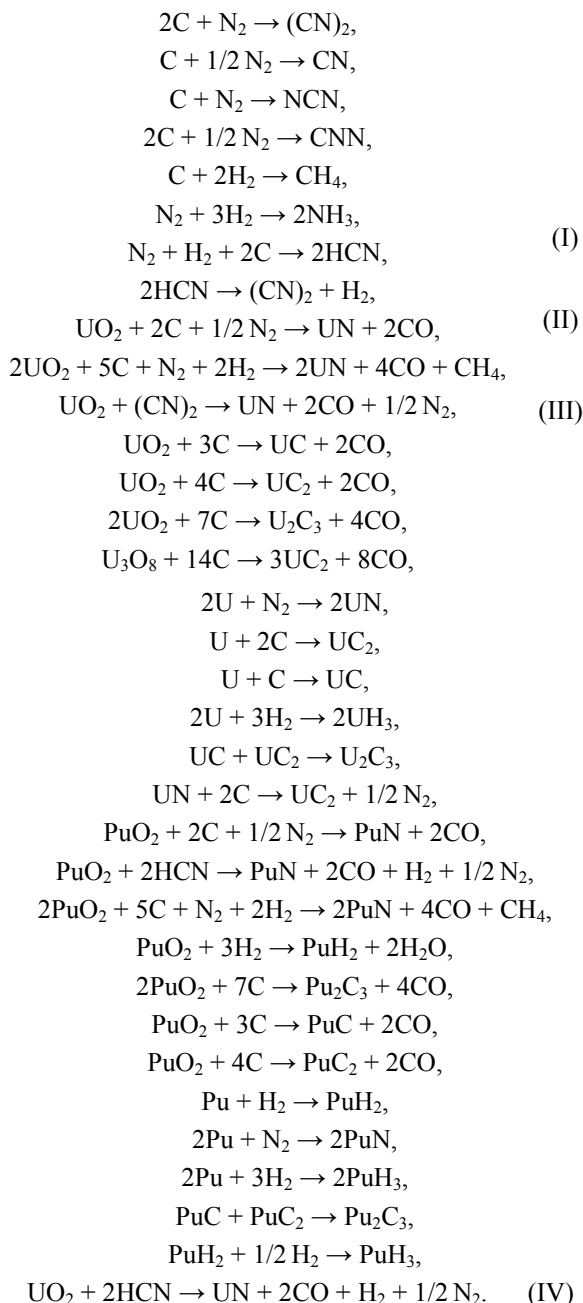 2C + N₂ → (CN)₂,
C + 1/2 N₂ → CN,
C + N₂ → NCN,
2C + 1/2 N₂ → CNN,
C + 2H₂ → CH₄,
N₂ + 3H₂ → 2NH₃,
(I)
N₂ + H₂ + 2C → 2HCN,
2HCN → (CN)₂ + H₂,
(II)
UO₂ + 2C + 1/2 N₂ → UN + 2CO,
2UO₂ + 5C + N₂ + 2H₂ → 2UN + 4CO + CH₄,
UO₂ + (CN)₂ → UN + 2CO + 1/2 N₂, (III)
UO₂ + 3C → UC + 2CO,
UO₂ + 4C → UC₂ + 2CO,
2UO₂ + 7C → U₂C₃ + 4CO,
U₃O₈ + 14C → 3UC₂ + 8CO,
2U + N₂ → 2UN,
U + 2C → UC₂,
U + C → UC,
2U + 3H₂ → 2UH₃,
UC + UC₂ → U₂C₃,
UN + 2C → UC₂ + 1/2 N₂,
PuO₂ + 2C + 1/2 N₂ → PuN + 2CO,
PuO₂ + 2HCN → PuN + 2CO + H₂ + 1/2 N₂,
2PuO₂ + 5C + N₂ + 2H₂ → 2PuN + 4CO + CH₄,
PuO₂ + 3H₂ → PuH₂ + 2H₂O,
2PuO₂ + 7C → Pu₂C₃ + 4CO,
PuO₂ + 3C → PuC + 2CO,
PuO₂ + 4C → PuC₂ + 2CO,
Pu + H₂ → PuH₂,
2Pu + N₂ → 2PuN,
2Pu + 3H₂ → 2PuH₃,
PuC + PuC₂ → Pu₂C₃,
PuH₂ + 1/2 H₂ → PuH₃,
UO₂ + 2HCN → UN + 2CO + H₂ + 1/2 N₂. (IV)